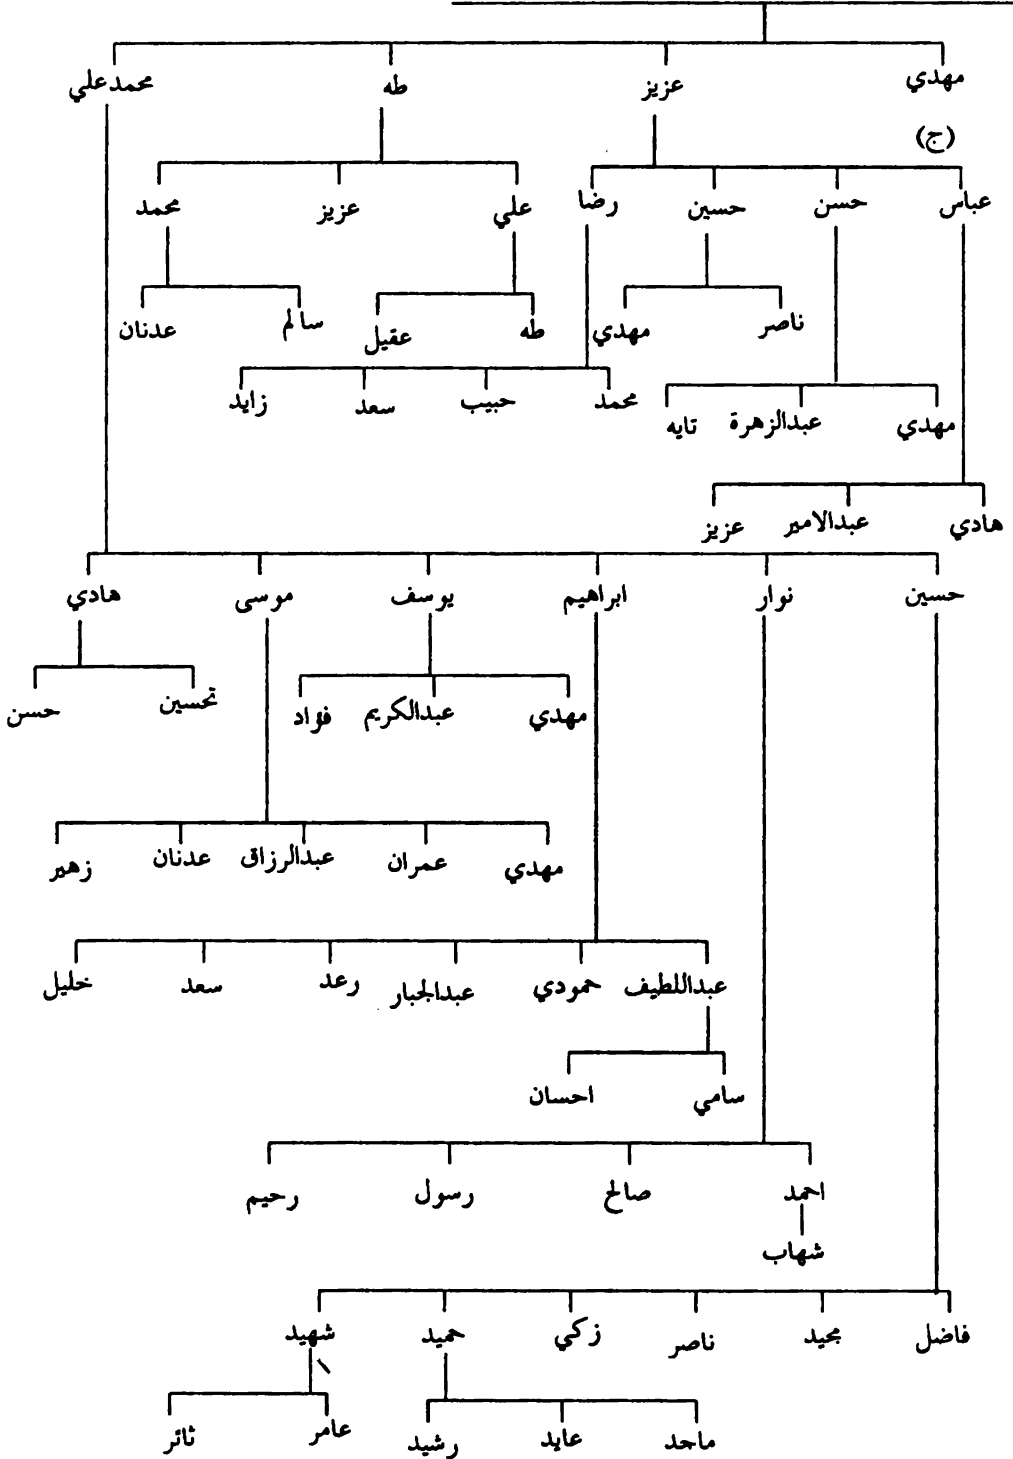 مهدي عزيز طه محمدعلي
(ج)
عباس حسن حسين رضا علي عزيز محمد
ناصر مهدي طه عقيل سالم عدنان
محمد حبيب سعد زايد
مهدي عبدالزهرة تايه
هادي عبدالامير عزيز
حسين نوار ابراهيم يوسف موسى هادي
مهدي عبدالكريم فؤاد تحسين حسن
مهدي عمران عبدالرزاق عدنان زهير
عبداللطيف حمودي عبدالجبار رعد سعد خليل
سامي احسان
احمد صالح رسول رحيم
شهاب
فاضل مجيد ناصر زكي حميد شهيد
ماجد عايد رشيد عامر ثائر